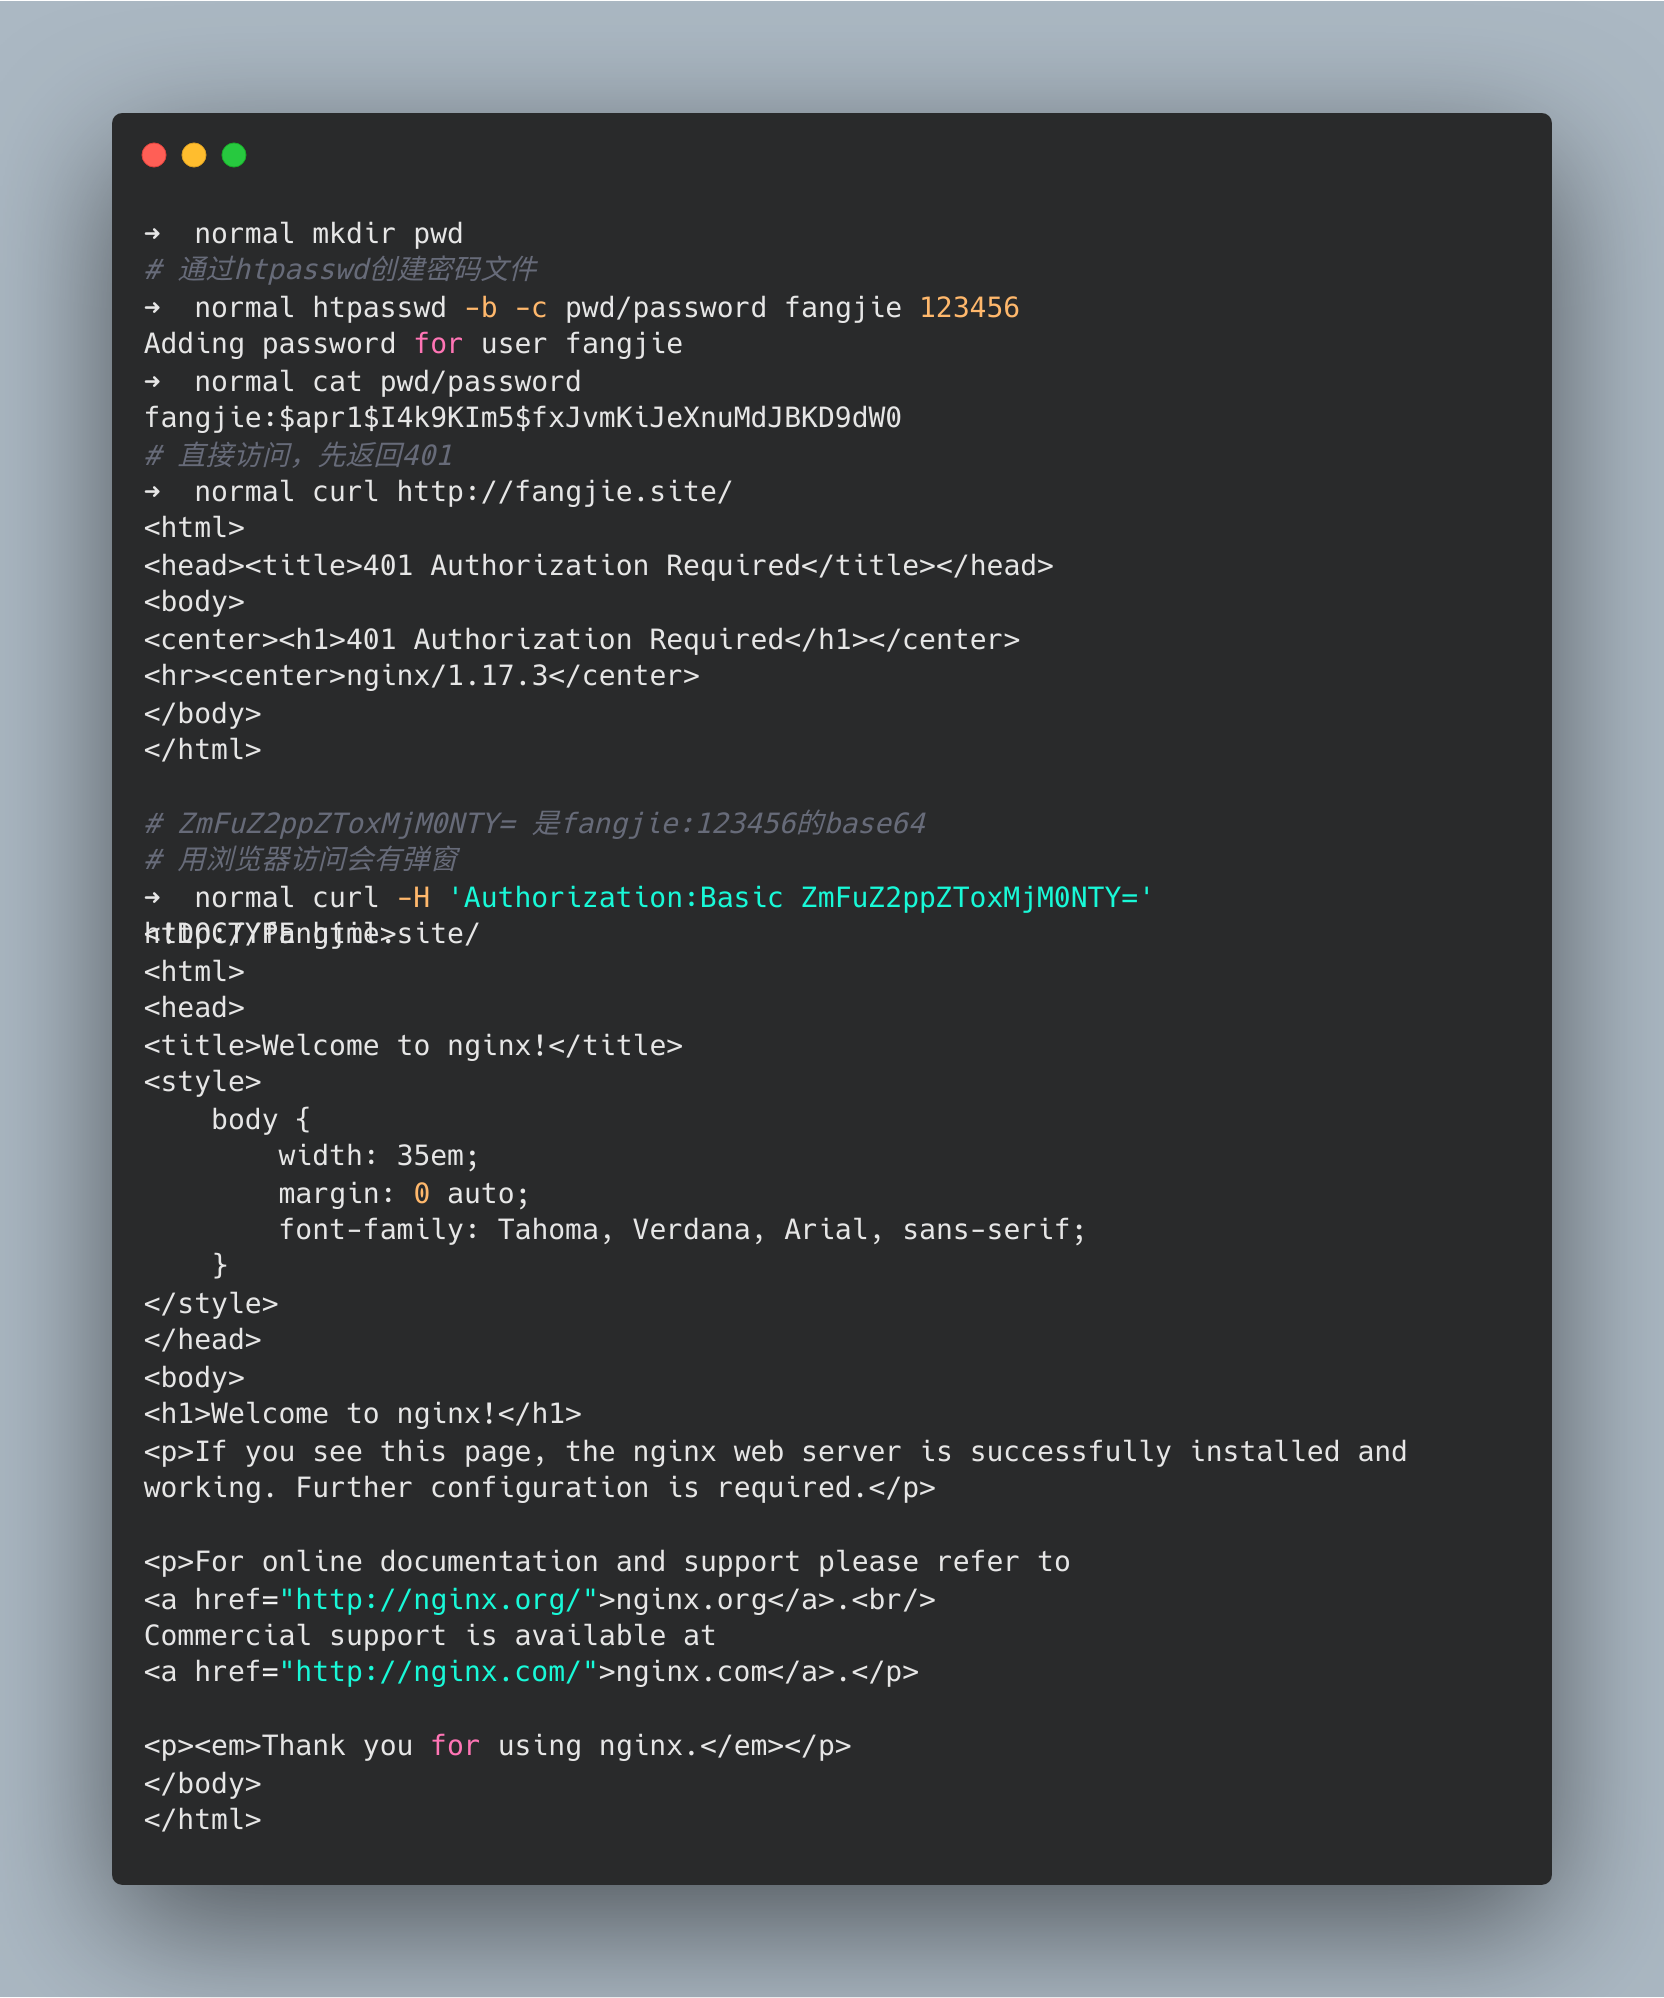 ➜  normal mkdir pwd
# 通过htpasswd创建密码文件
➜  normal htpasswd -b -c pwd/password fangjie 123456
Adding password for user fangjie
➜  normal cat pwd/password
fangjie:$apr1$I4k9KIm5$fxJvmKiJeXnuMdJBKD9dW0
# 直接访问，先返回401
➜  normal curl http://fangjie.site/
<html>
<head><title>401 Authorization Required</title></head>
<body>
<center><h1>401 Authorization Required</h1></center>
<hr><center>nginx/1.17.3</center>
</body>
</html>

# ZmFuZ2ppZToxMjM0NTY= 是fangjie:123456的base64
# 用浏览器访问会有弹窗
➜  normal curl -H 'Authorization:Basic ZmFuZ2ppZToxMjM0NTY='
http://fangjie.site/
<!DOCTYPE html>
<html>
<head>
<title>Welcome to nginx!</title>
<style>
    body {
        width: 35em;
        margin: 0 auto;
        font-family: Tahoma, Verdana, Arial, sans-serif;
    }
</style>
</head>
<body>
<h1>Welcome to nginx!</h1>
<p>If you see this page, the nginx web server is successfully installed and
working. Further configuration is required.</p>

<p>For online documentation and support please refer to
<a href="http://nginx.org/">nginx.org</a>.<br/>
Commercial support is available at
<a href="http://nginx.com/">nginx.com</a>.</p>

<p><em>Thank you for using nginx.</em></p>
</body>
</html>